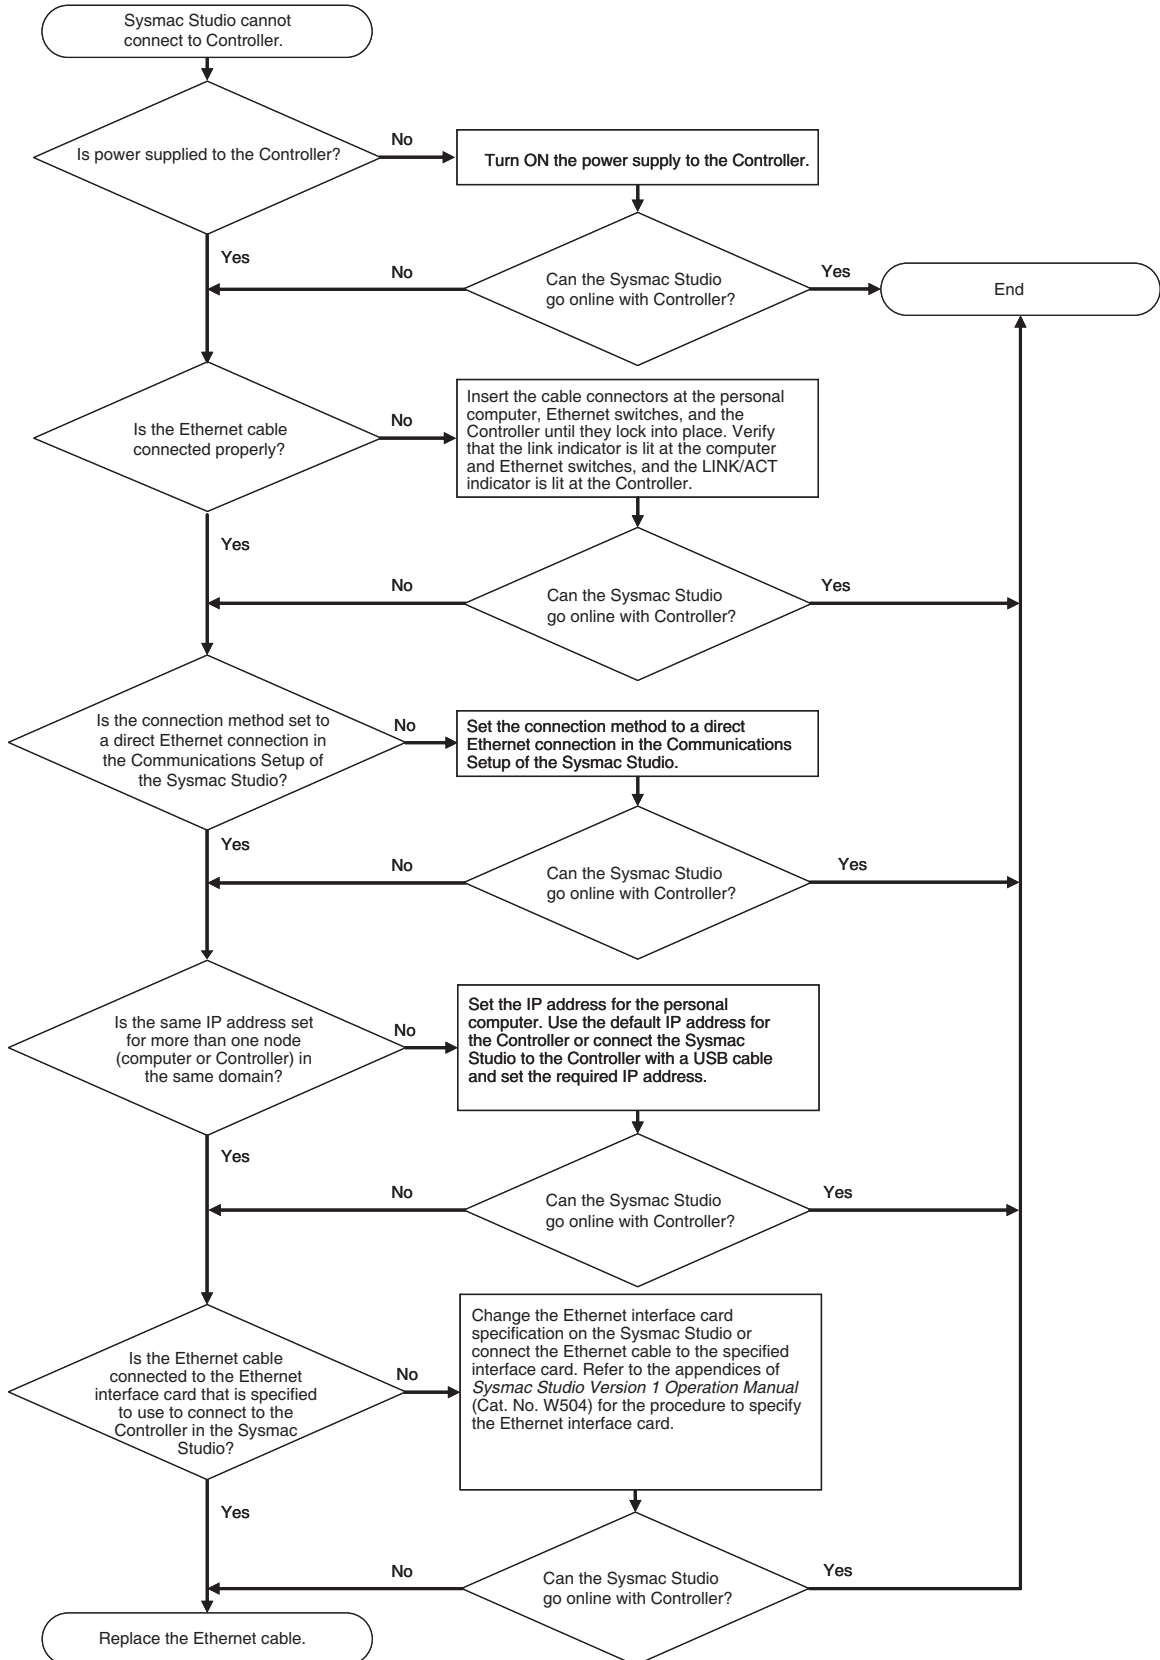 Sysmac Studio cannot
connect to Controller.
Is power supplied to the Controller?
No
Turn ON the power supply to the Controller.
Yes
No
Can the Sysmac Studio
go online with Controller?
Yes
End
Is the Ethernet cable
connected properly?
No
Insert the cable connectors at the personal
computer, Ethernet switches, and the
Controller until they lock into place. Verify
that the link indicator is lit at the computer
and Ethernet switches, and the LINK/ACT
indicator is lit at the Controller.
Yes
No
Can the Sysmac Studio
go online with Controller?
Yes
Is the connection method set to
a direct Ethernet connection in
the Communications Setup of
the Sysmac Studio?
No
Set the connection method to a direct
Ethernet connection in the Communications
Setup of the Sysmac Studio.
Yes
No
Can the Sysmac Studio
go online with Controller?
Yes
Is the same IP address set
for more than one node
(computer or Controller) in
the same domain?
No
Set the IP address for the personal
computer. Use the default IP address for
the Controller or connect the Sysmac
Studio to the Controller with a USB cable
and set the required IP address.
Yes
No
Can the Sysmac Studio
go online with Controller?
Yes
Is the Ethernet cable
connected to the Ethernet
interface card that is specified
to use to connect to the
Controller in the Sysmac
Studio?
No
Change the Ethernet interface card
specification on the Sysmac Studio or
connect the Ethernet cable to the specified
interface card. Refer to the appendices of
Sysmac Studio Version 1 Operation Manual
(Cat. No. W504) for the procedure to specify
the Ethernet interface card.
Yes
No
Can the Sysmac Studio
go online with Controller?
Yes
Replace the Ethernet cable.